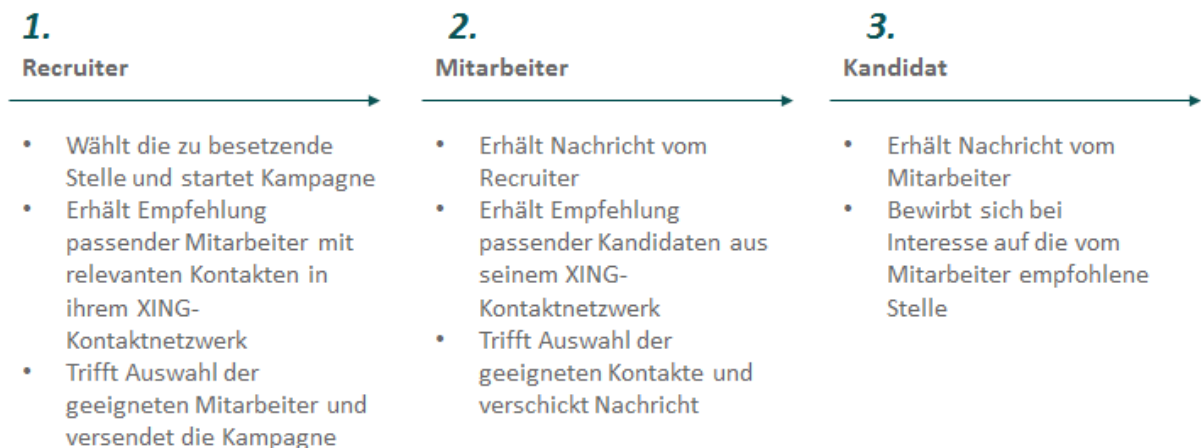 1.
Recruiter
• Wählt die zu besetzende
Stelle und startet Kampagne
• Erhält Empfehlung
passender Mitarbeiter mit
relevanten Kontakten in
ihrem XING-
Kontaktnetzwerk
• Trifft Auswahl der
geeigneten Mitarbeiter und
versendet die Kampagne
2.
Mitarbeiter
• Erhält Nachricht vom
Recruiter
• Erhält Empfehlung
passender Kandidaten aus
seinem XING-
Kontaktnetzwerk
• Trifft Auswahl der
geeigneten Kontakte und
verschickt Nachricht
3.
Kandidat
• Erhält Nachricht vom
Mitarbeiter
• Bewirbt sich bei
Interesse auf die vom
Mitarbeiter empfohlene
Stelle